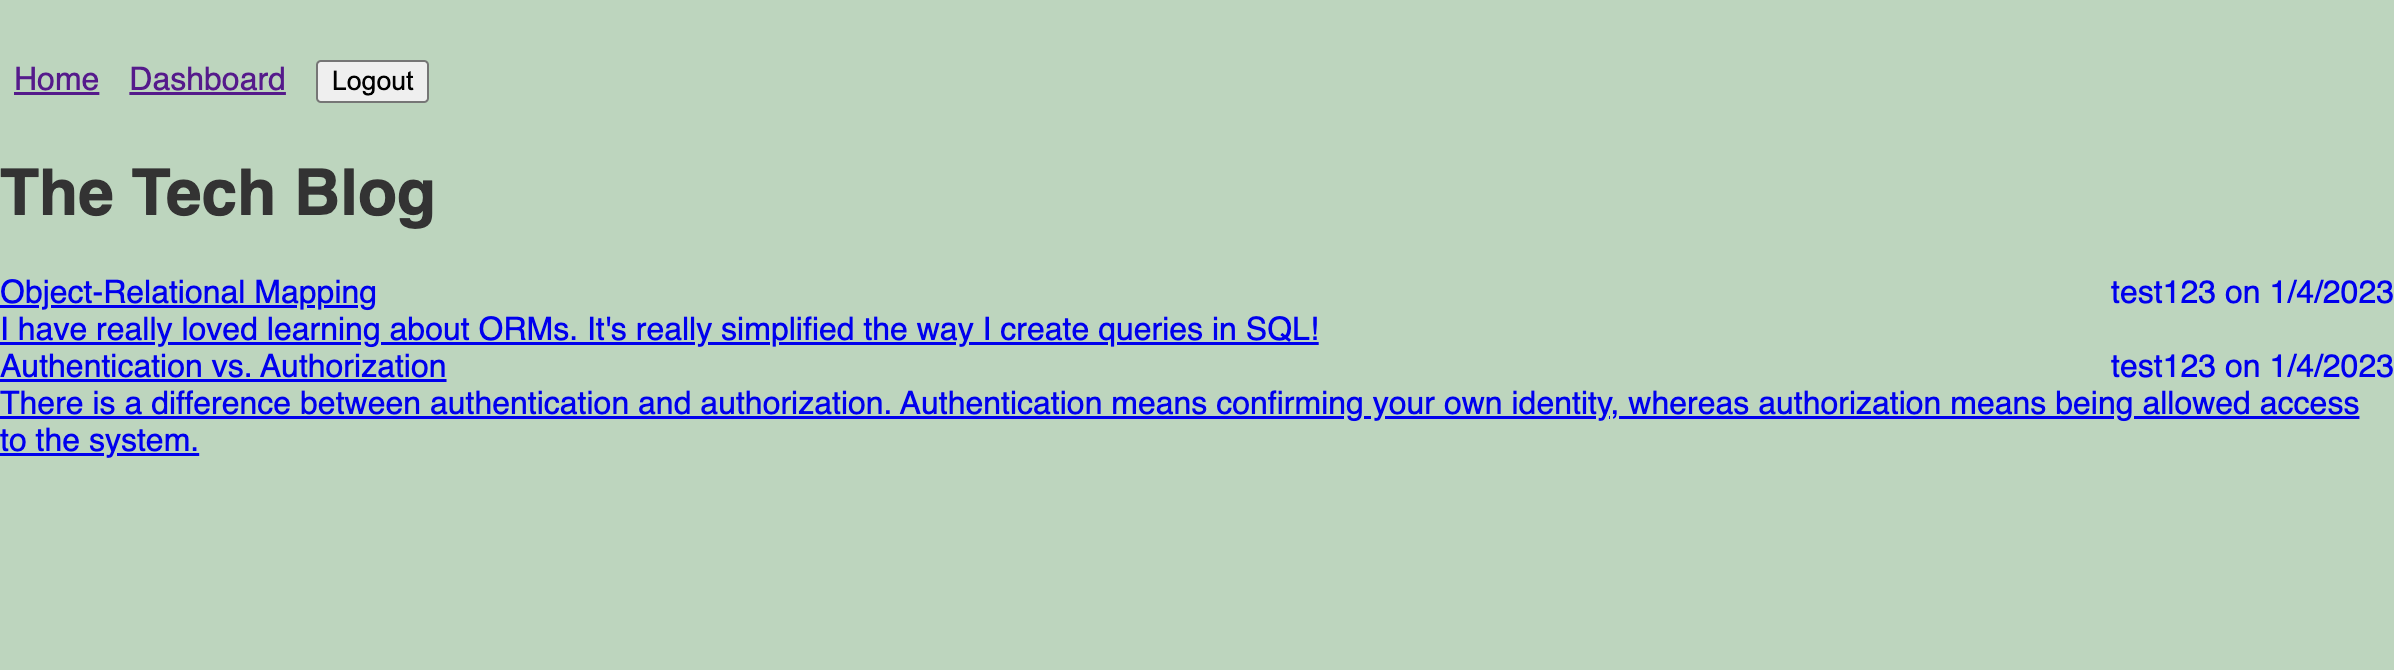 Home Dashboard Logout
The Tech Blog
Object-Relational Mapping test123 on 1/4/2023
I have really loved learning about ORMs. It's really simplified the way I create queries in SQL!
Authentication vs. Authorization test123 on 1/4/2023
There is a difference between authentication and authorization. Authentication means confirming your own identity, whereas authorization means being allowed access
to the system.